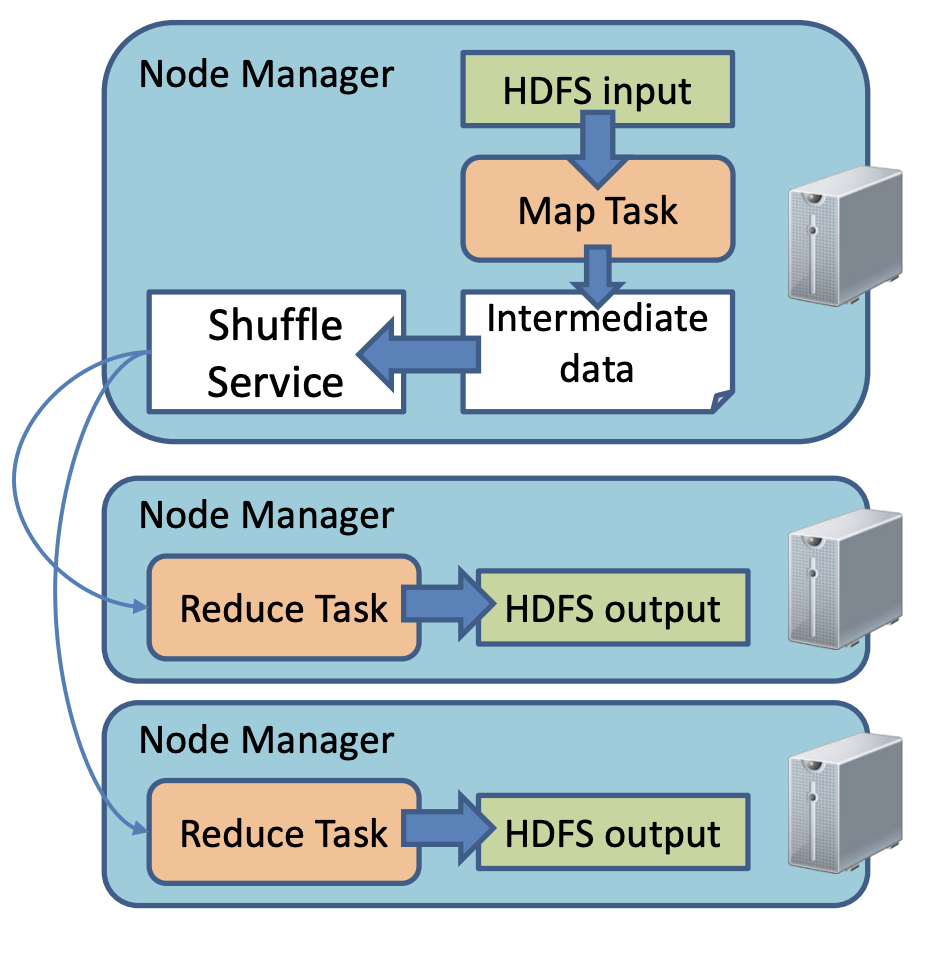 Node Manager
HDFS input
Map Task
Intermediate
data
Shuffle
Service
Node Manager
Reduce Task
HDFS output
Node Manager
Reduce Task
HDFS output